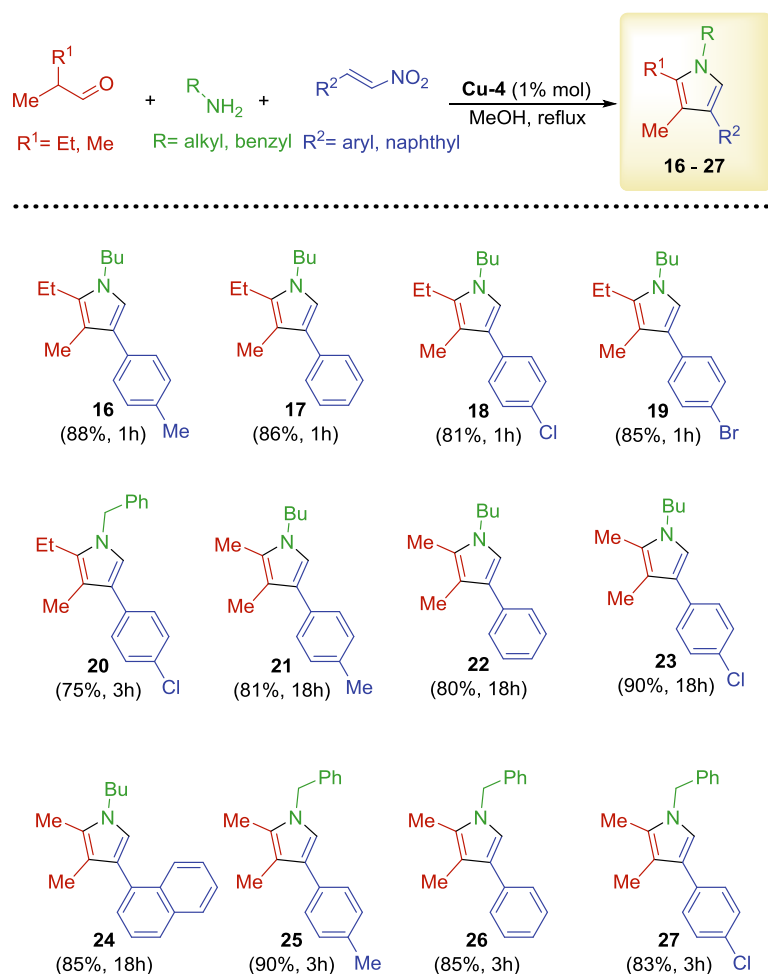 R¹
Me
O
+
R
NH₂
+
R²
NO₂
Cu-4 (1% mol)
MeOH, reflux
R¹= Et, Me
R= alkyl, benzyl
R²= aryl, naphthyl
R
R¹
N
Me
R²
16 - 27
Bu
Et
N
Me
16
(88%, 1h)
Me
Bu
Et
N
Me
17
(86%, 1h)
Bu
Et
N
Me
18
(81%, 1h)
Cl
Bu
Et
N
Me
19
(85%, 1h)
Br
Ph
Et
N
Me
20
(75%, 3h)
Cl
Bu
Me
N
Me
21
(81%, 18h)
Me
Bu
Me
N
Me
22
(80%, 18h)
Bu
Me
N
Me
23
(90%, 18h)
Cl
Bu
Me
N
Me
24
(85%, 18h)
Ph
Me
N
Me
25
(90%, 3h)
Me
Ph
Me
N
Me
26
(85%, 3h)
Ph
Me
N
Me
27
(83%, 3h)
Cl